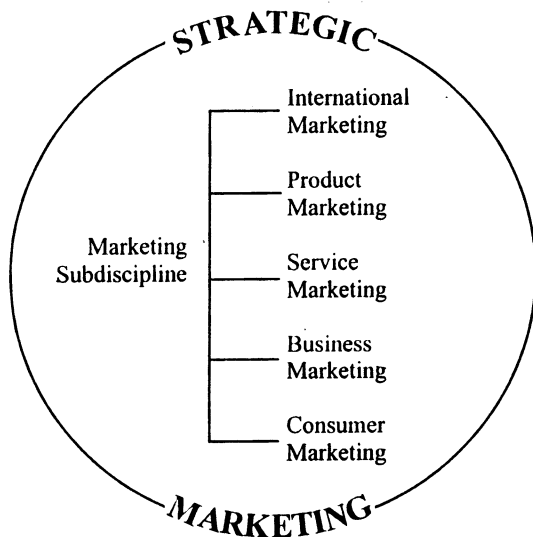 STRATEGIC
International
Marketing
Product
Marketing
Marketing
Subdiscipline
Service
Marketing
Business
Marketing
Consumer
Marketing
MARKETING